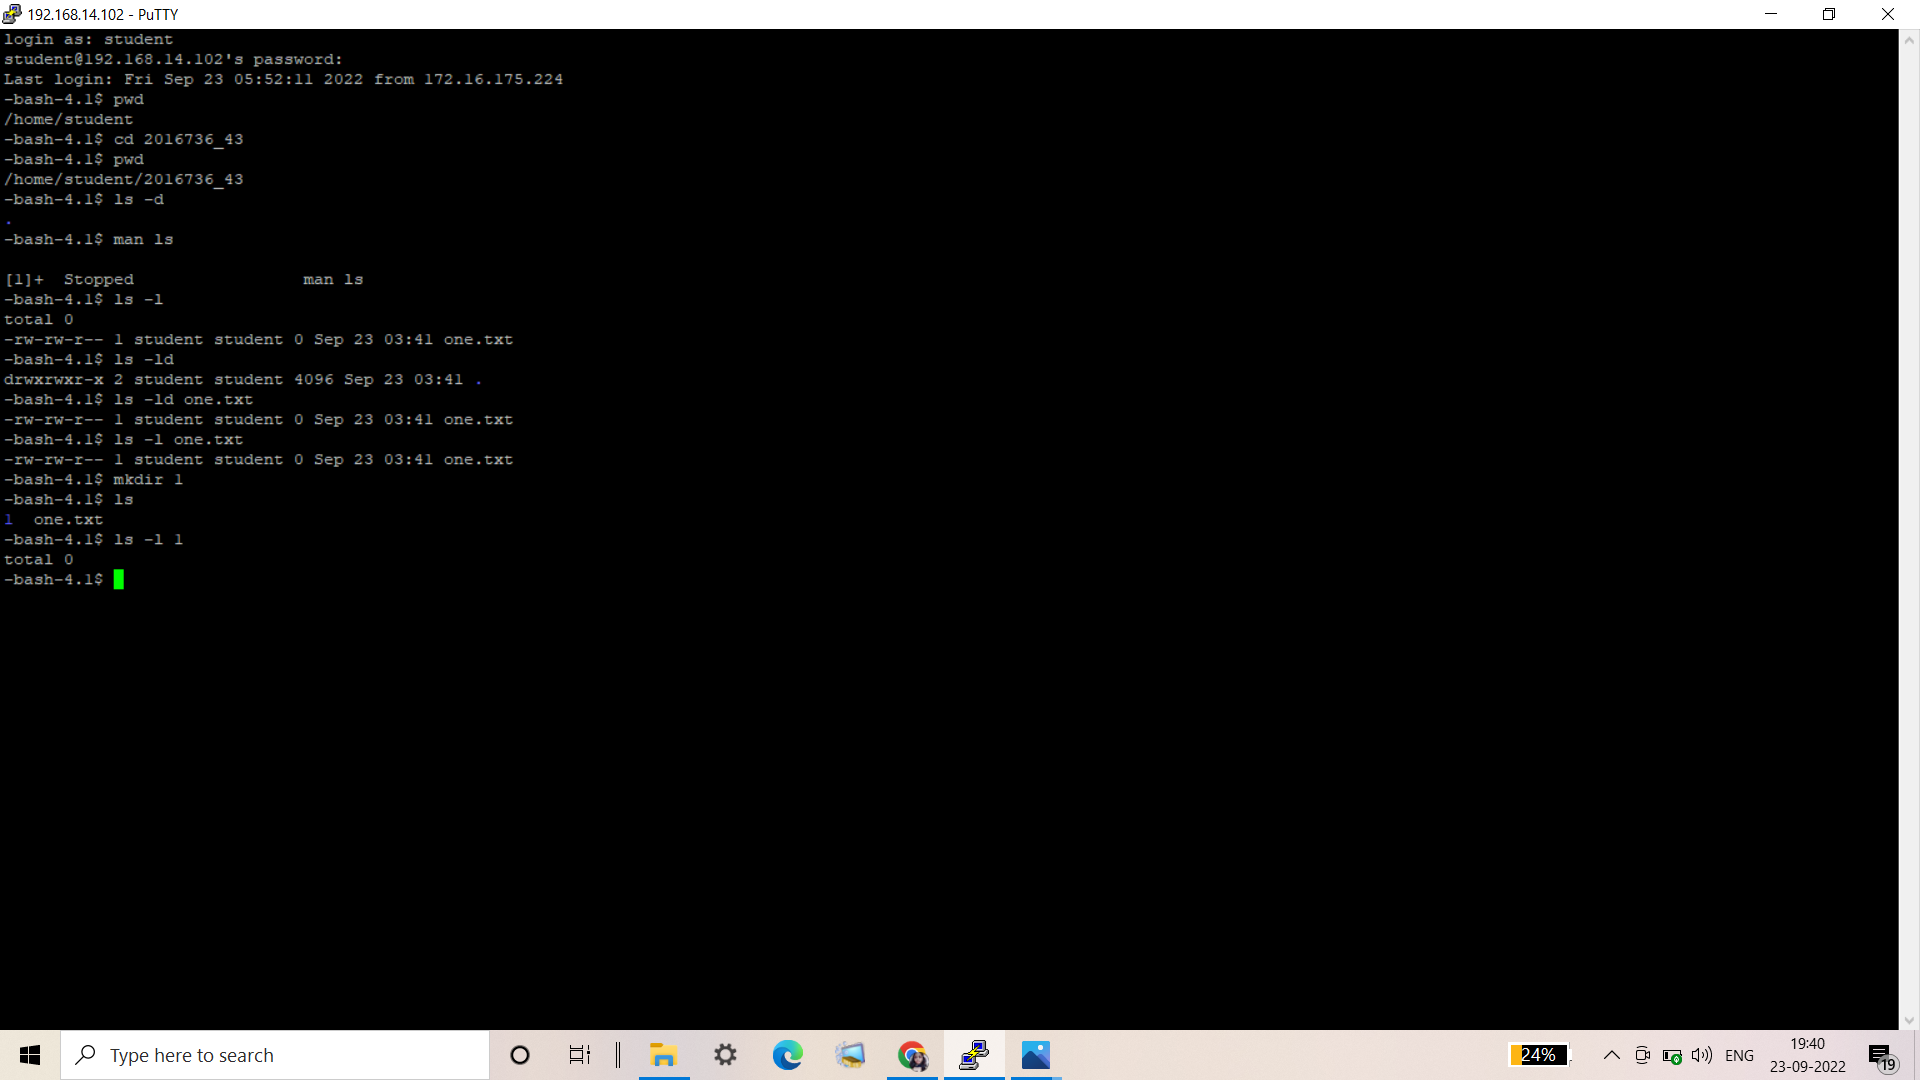 192.168.14.102 - PuTTY
login as: student
student@192.168.14.102's password:
Last login: Fri Sep 23 05:52:11 2022 from 172.16.175.224
-bash-4.1$ pwd
/home/student
-bash-4.1$ cd 2016736_43
-bash-4.1$ pwd
/home/student/2016736_43
-bash-4.1$ ls -d
.
-bash-4.1$ man ls
[1]+  Stopped                 man ls
-bash-4.1$ ls -l
total 0
-rw-rw-r-- 1 student student 0 Sep 23 03:41 one.txt
-bash-4.1$ ls -ld
drwxrwxr-x 2 student student 4096 Sep 23 03:41 .
-bash-4.1$ ls -ld one.txt
-rw-rw-r-- 1 student student 0 Sep 23 03:41 one.txt
-bash-4.1$ ls -l one.txt
-rw-rw-r-- 1 student student 0 Sep 23 03:41 one.txt
-bash-4.1$ mkdir 1
-bash-4.1$ ls
1  one.txt
-bash-4.1$ ls -l 1
total 0
-bash-4.1$
Type here to search
24%
ENG
19:40
23-09-2022
19